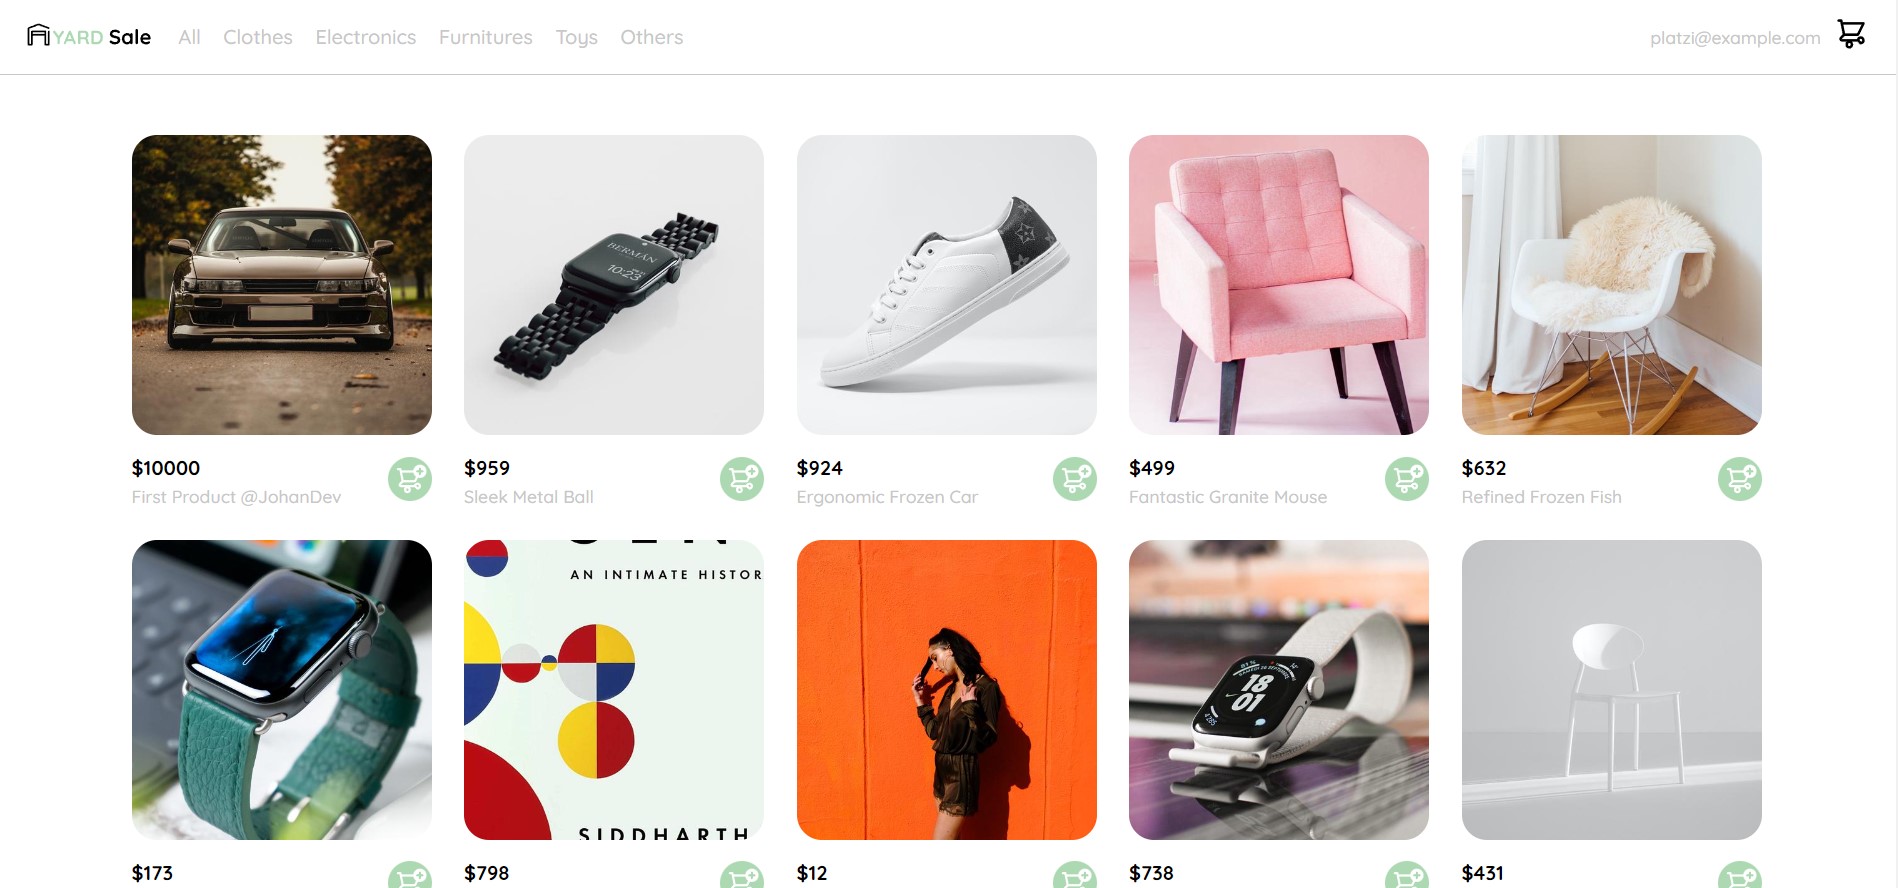 YARD Sale All Clothes Electronics Furnitures Toys Others platzi@example.com
BERMAN
10:23
$10000
First Product @JohanDev
$959
Sleek Metal Ball
$924
Ergonomic Frozen Car
$499
Fantastic Granite Mouse
$632
Refined Frozen Fish
AN INTIMATE HISTOR
SIDDHARTH
18
01
$173
$798
$12
$738
$431